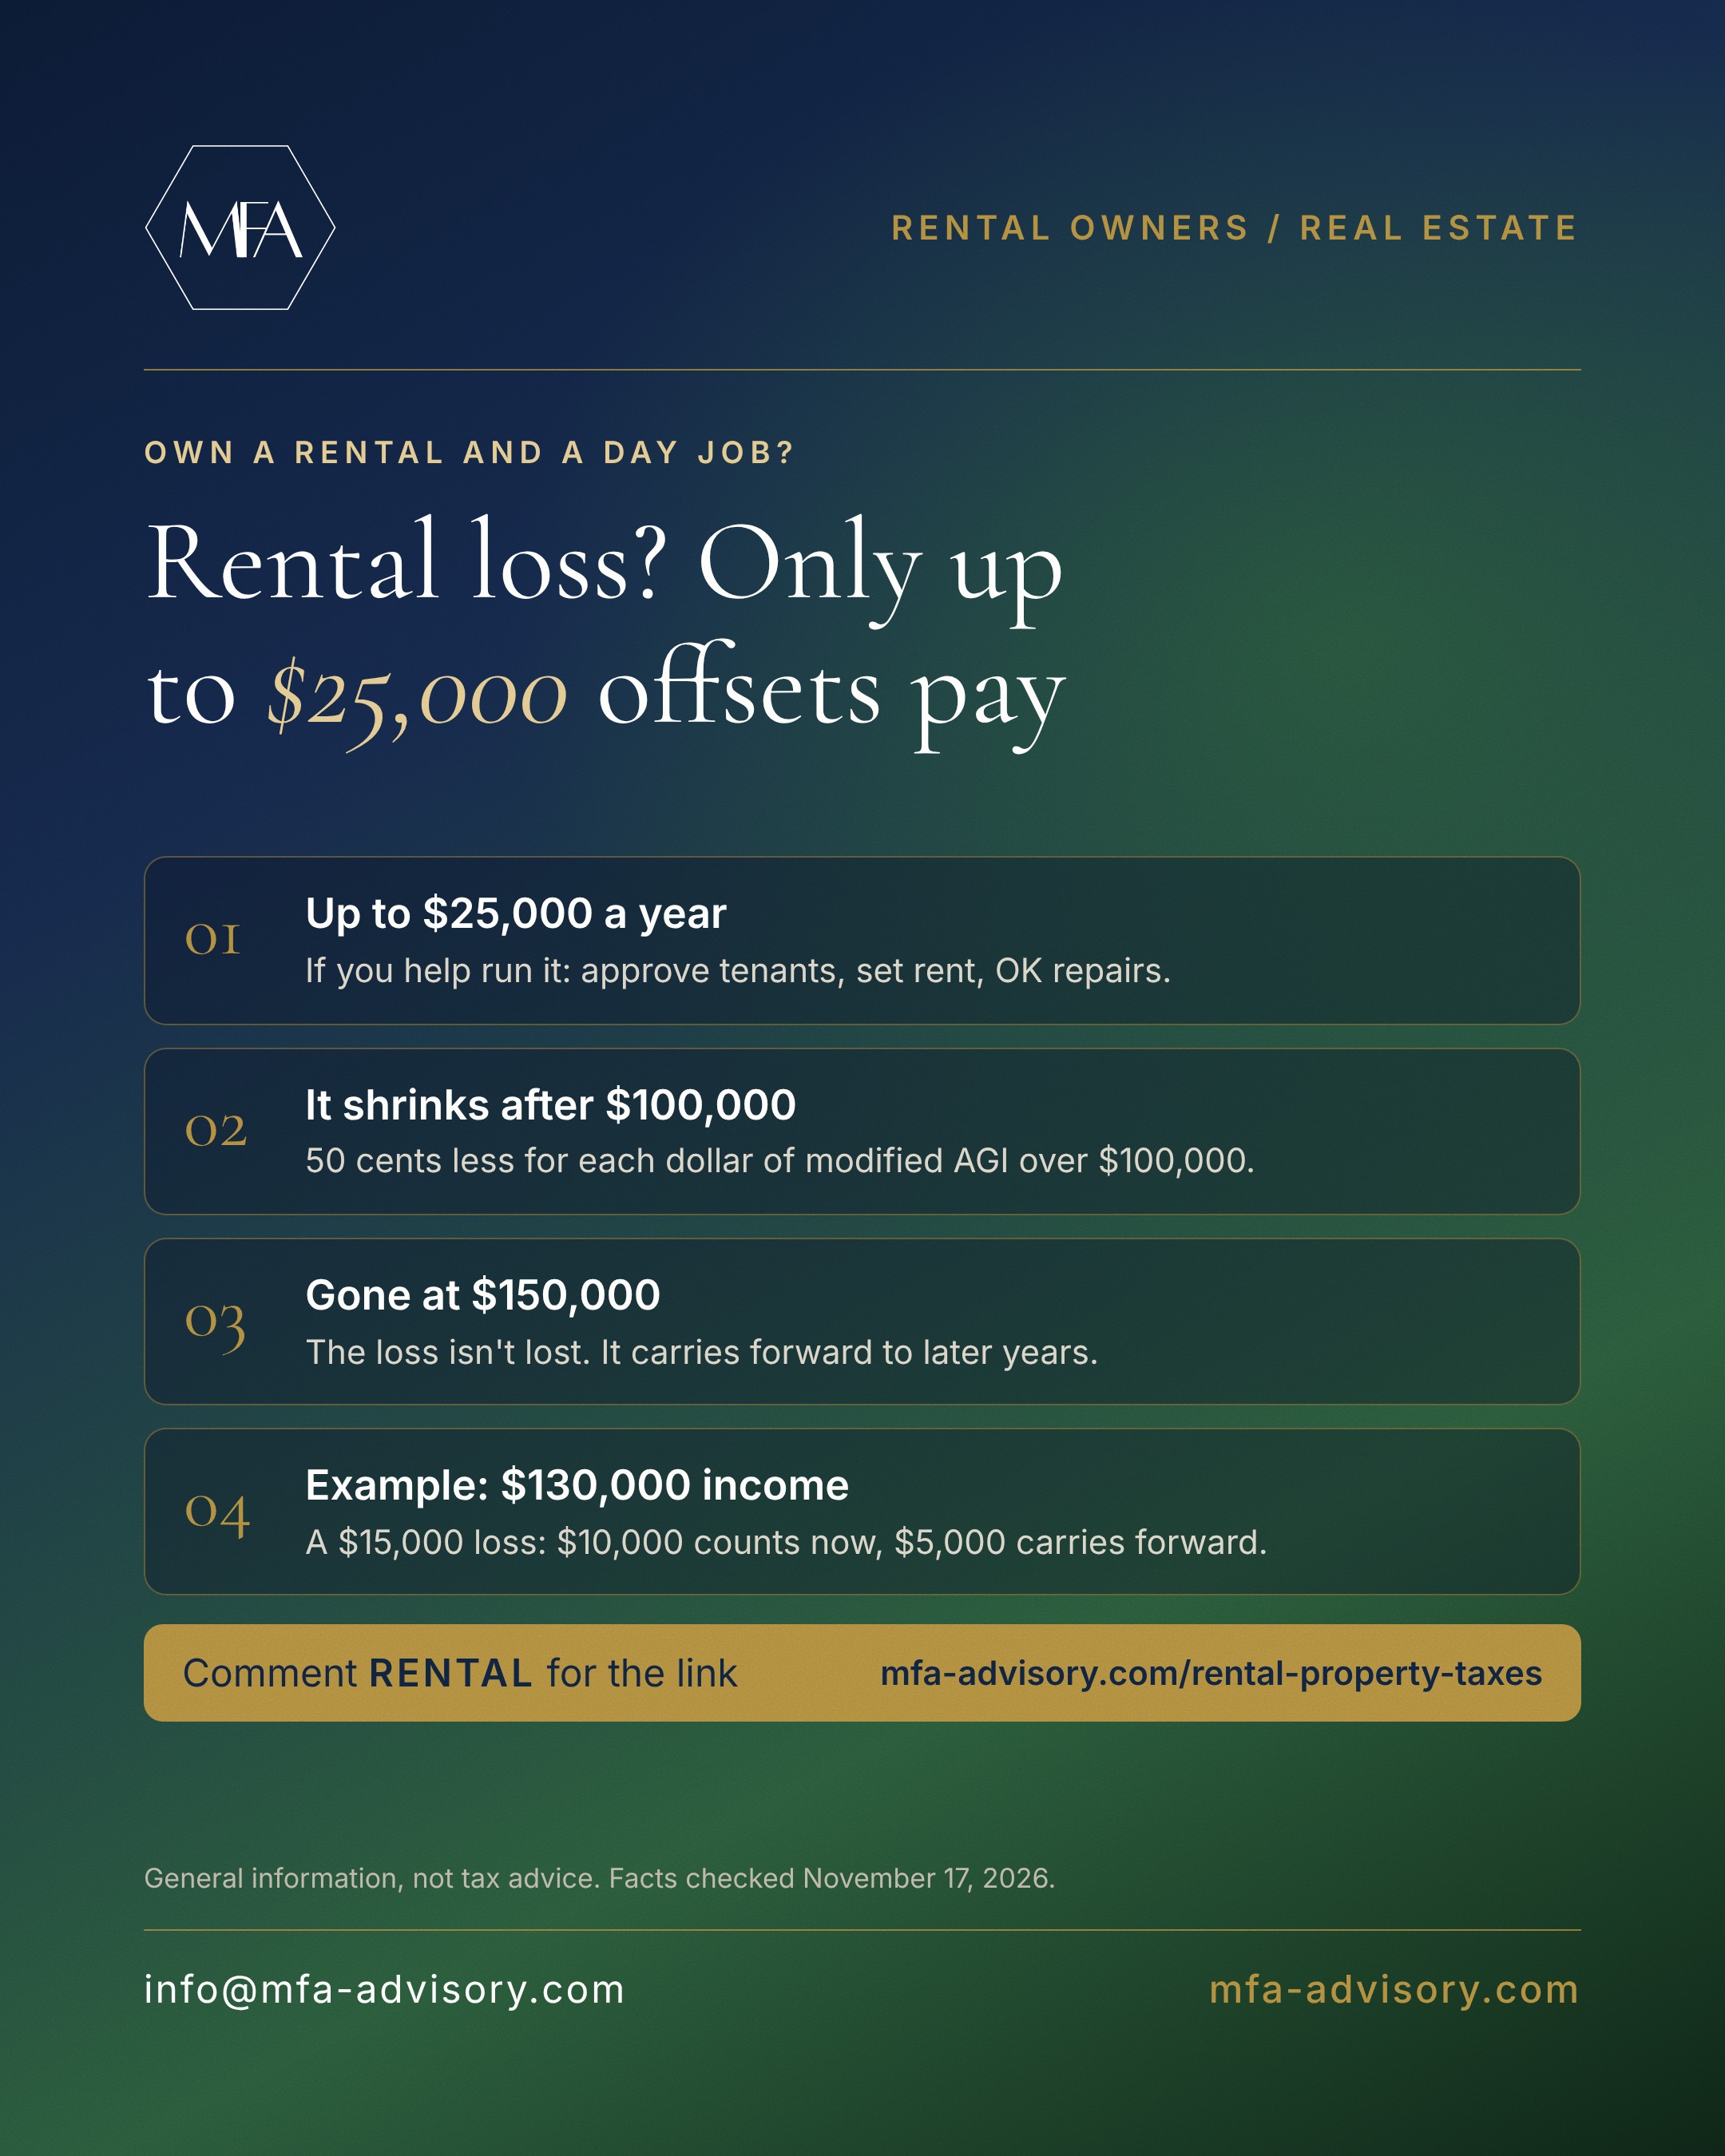 MFA
RENTAL OWNERS / REAL ESTATE
OWN A RENTAL AND A DAY JOB?
Rental loss? Only up
to $25,000 offsets pay
01
Up to $25,000 a year
If you help run it: approve tenants, set rent, OK repairs.
02
It shrinks after $100,000
50 cents less for each dollar of modified AGI over $100,000.
03
Gone at $150,000
The loss isn't lost. It carries forward to later years.
04
Example: $130,000 income
A $15,000 loss: $10,000 counts now, $5,000 carries forward.
Comment RENTAL for the link
mfa-advisory.com/rental-property-taxes
General information, not tax advice. Facts checked November 17, 2026.
info@mfa-advisory.com
mfa-advisory.com